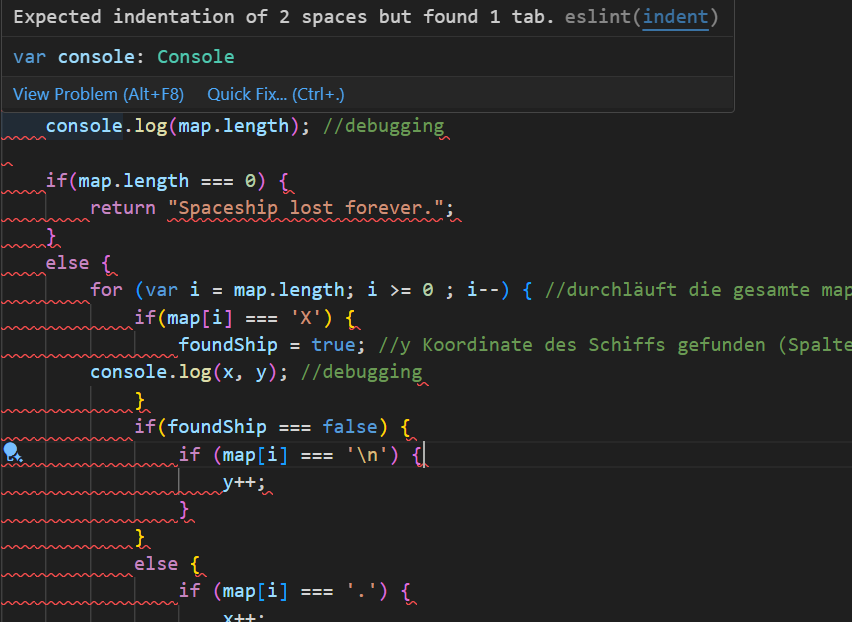 Expected indentation of 2 spaces but found 1 tab. eslint(indent)
var console: Console
View Problem (Alt+F8) Quick Fix... (Ctrl+.)
console.log(map.length); //debugging
if(map.length === 0) {
return "Spaceship lost forever.";
}
else {
for (var i = map.length; i >= 0 ; i--) { //durchläuft die gesamte map
if(map[i] === 'X') {
foundShip = true; //y Koordinate des Schiffs gefunden (Spalte
console.log(x, y); //debugging
}
if(foundShip === false) {
if (map[i] === '\n') {
y++;
}
}
else {
if (map[i] === '.') {
x++;